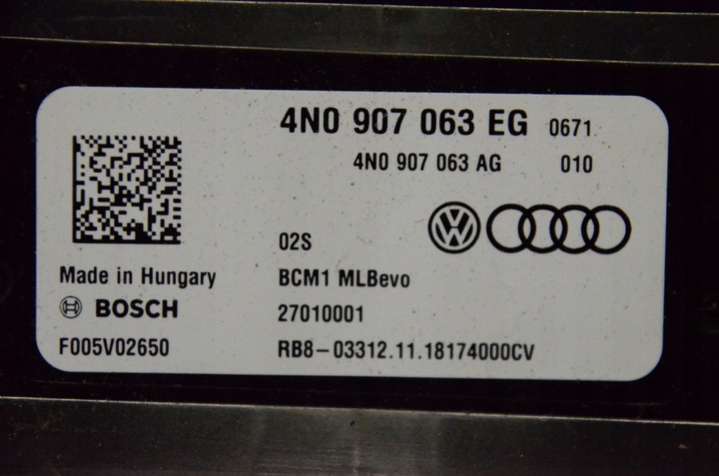 4N0 907 063 EG 0671
4N0 907 063 AG 010
02S
Made in Hungary
BCM1 MLBevo
BOSCH
27010001
F005V02650
RB8-03312.11.18174000CV